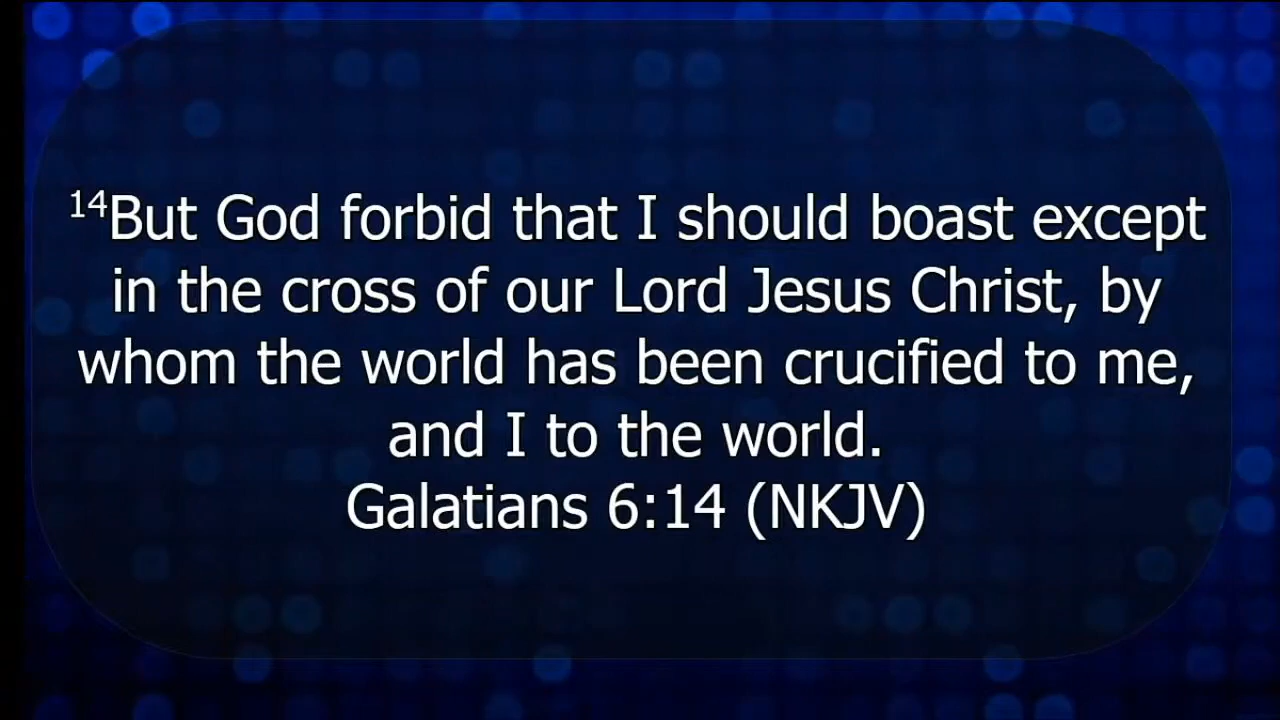 ¹⁴But God forbid that I should boast except
in the cross of our Lord Jesus Christ, by
whom the world has been crucified to me,
and I to the world.
Galatians 6:14 (NKJV)